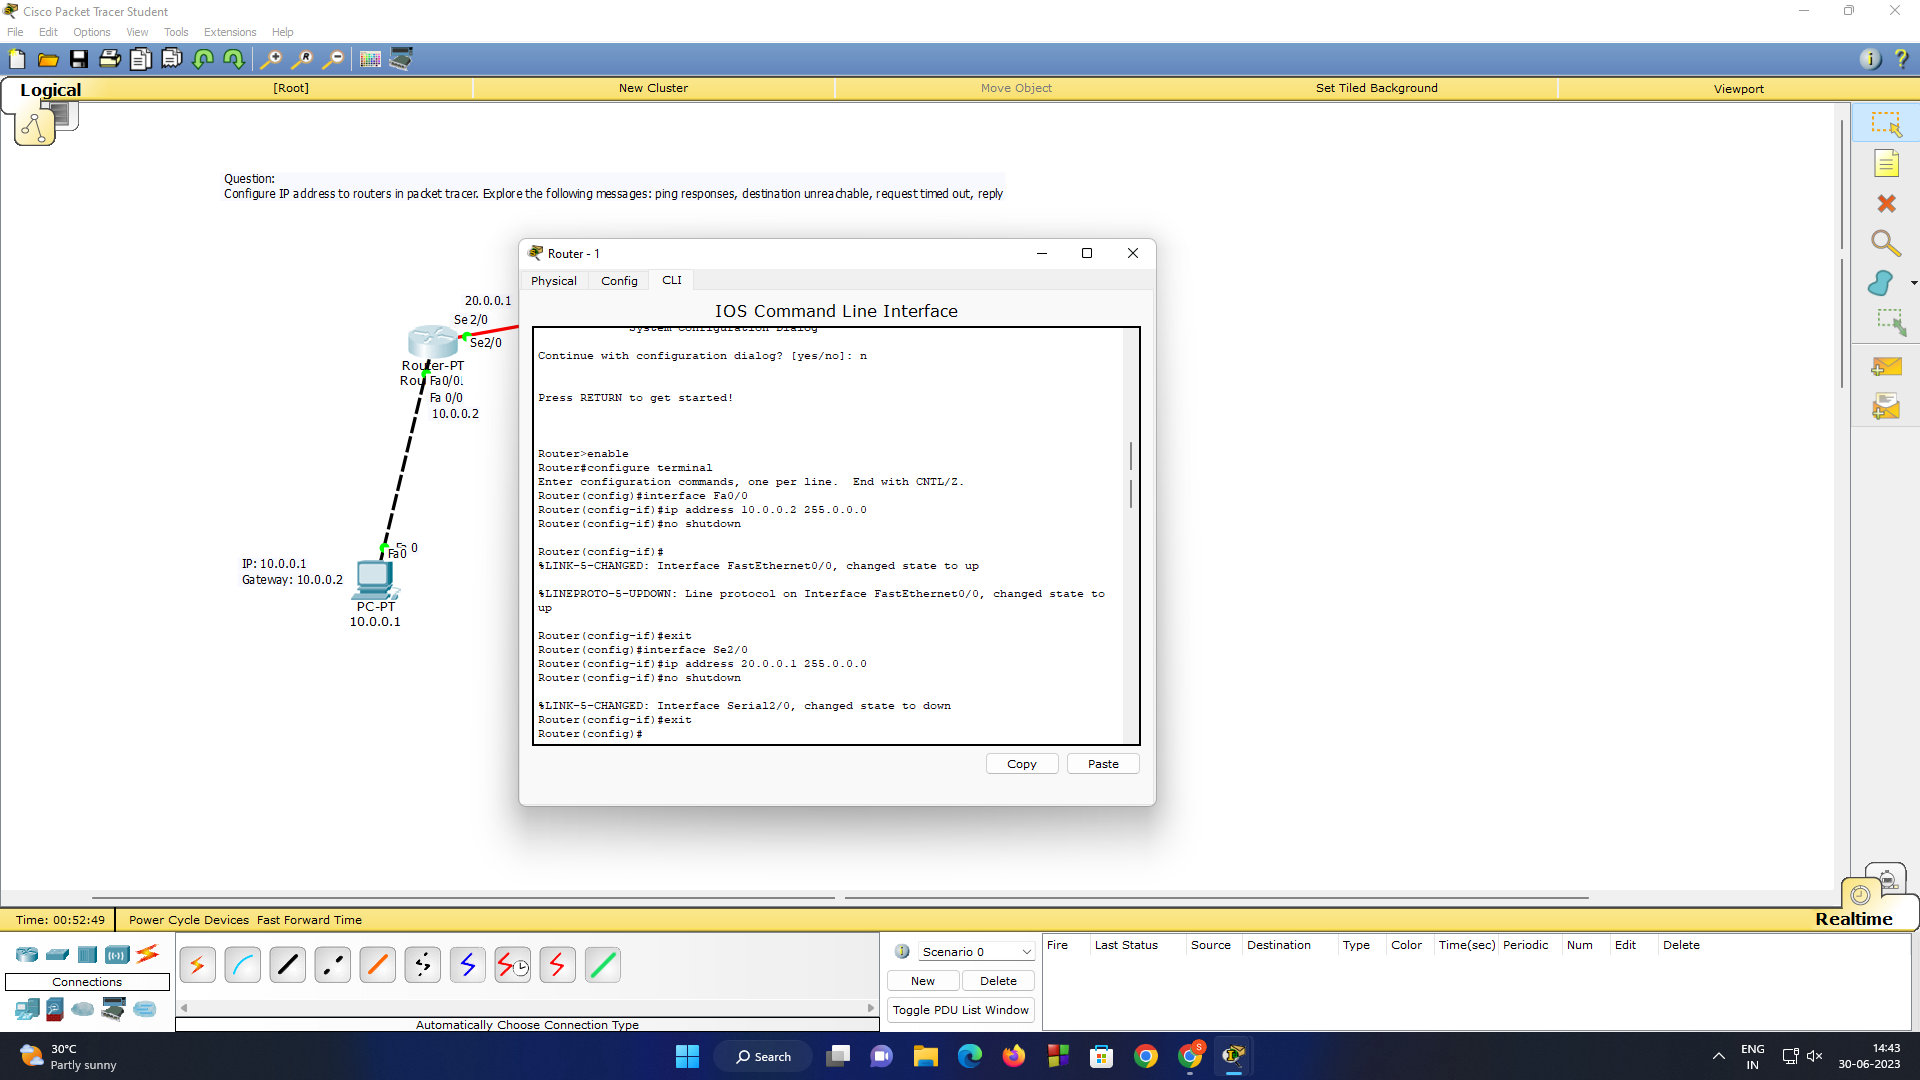 Cisco Packet Tracer Student
File Edit Options View Tools Extensions Help
Logical [Root] New Cluster Move Object Set Tiled Background Viewport
Question:
Configure IP address to routers in packet tracer. Explore the following messages: ping responses, destination unreachable, request timed out, reply
20.0.0.1
Se 2/0
Se2/0
Router-PT
Fa0/0
Fa 0/0
10.0.0.2
Fa0
IP: 10.0.0.1
Gateway: 10.0.0.2
PC-PT
10.0.0.1
Router - 1
Physical Config CLI
IOS Command Line Interface
System Configuration Dialog
Continue with configuration dialog? [yes/no]: n
Press RETURN to get started!
Router>enable
Router#configure terminal
Enter configuration commands, one per line.  End with CNTL/Z.
Router(config)#interface Fa0/0
Router(config-if)#ip address 10.0.0.2 255.0.0.0
Router(config-if)#no shutdown
Router(config-if)#
%LINK-5-CHANGED: Interface FastEthernet0/0, changed state to up
%LINEPROTO-5-UPDOWN: Line protocol on Interface FastEthernet0/0, changed state to
up
Router(config-if)#exit
Router(config)#interface Se2/0
Router(config-if)#ip address 20.0.0.1 255.0.0.0
Router(config-if)#no shutdown
%LINK-5-CHANGED: Interface Serial2/0, changed state to down
Router(config-if)#exit
Router(config)#
Copy Paste
Time: 00:52:49 Power Cycle Devices Fast Forward Time
Realtime
Connections
Automatically Choose Connection Type
Scenario 0
New Delete
Toggle PDU List Window
Fire Last Status Source Destination Type Color Time(sec) Periodic Num Edit Delete
30°C
Partly sunny
Search
S
ENG
IN
14:43
30-06-2023